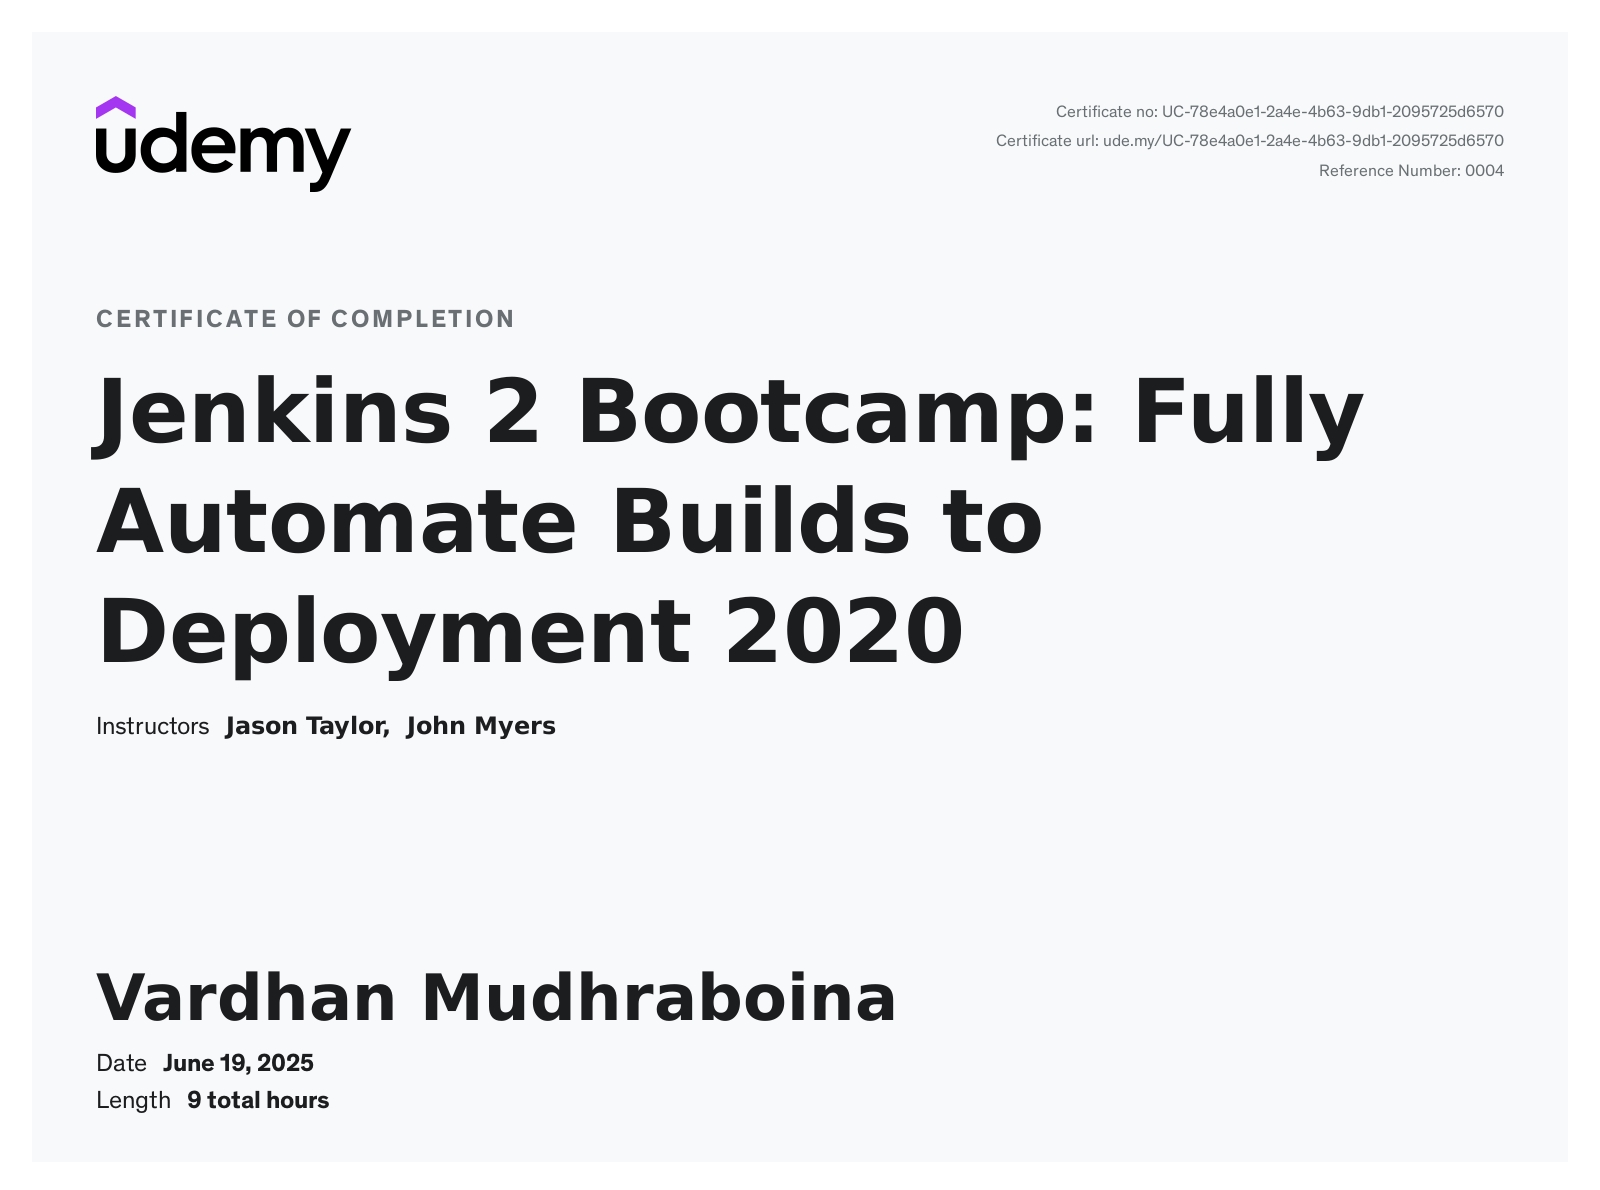 udemy
Certificate no: UC-78e4a0e1-2a4e-4b63-9db1-2095725d6570
Certificate url: ude.my/UC-78e4a0e1-2a4e-4b63-9db1-2095725d6570
Reference Number: 0004
CERTIFICATE OF COMPLETION
Jenkins 2 Bootcamp: Fully
Automate Builds to
Deployment 2020
Instructors Jason Taylor, John Myers
Vardhan Mudhraboina
Date June 19, 2025
Length 9 total hours